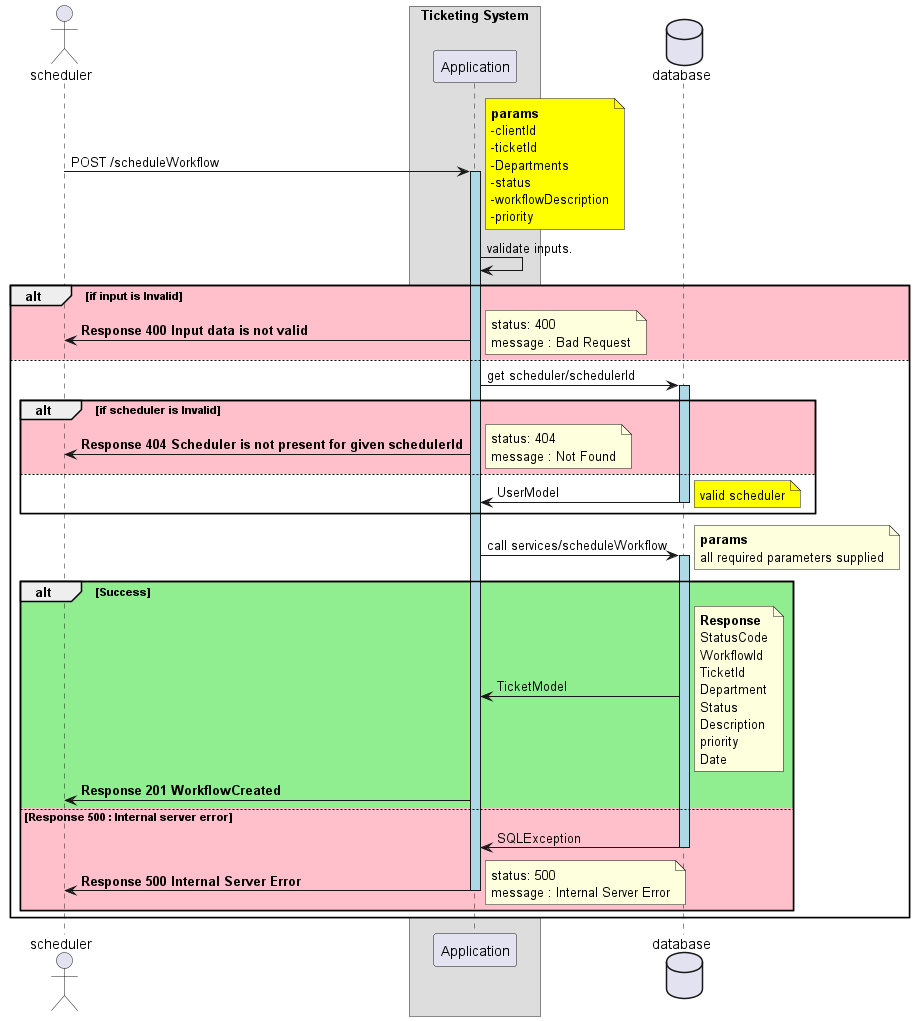 Ticketing System
scheduler
Application
database
params
-clientId
-ticketId
-Departments
-status
-workflowDescription
-priority
POST /scheduleWorkflow
validate inputs.
alt
[if input is Invalid]
Response 400 Input data is not valid
status: 400
message : Bad Request
get scheduler/schedulerId
alt
[if scheduler is Invalid]
Response 404 Scheduler is not present for given schedulerId
status: 404
message : Not Found
UserModel
valid scheduler
call services/scheduleWorkflow
params
all required parameters supplied
alt
[Success]
Response
StatusCode
WorkflowId
TicketId
Department
Status
Description
priority
Date
TicketModel
Response 201 WorkflowCreated
[Response 500 : Internal server error]
SQLException
Response 500 Internal Server Error
status: 500
message : Internal Server Error
scheduler
Application
database